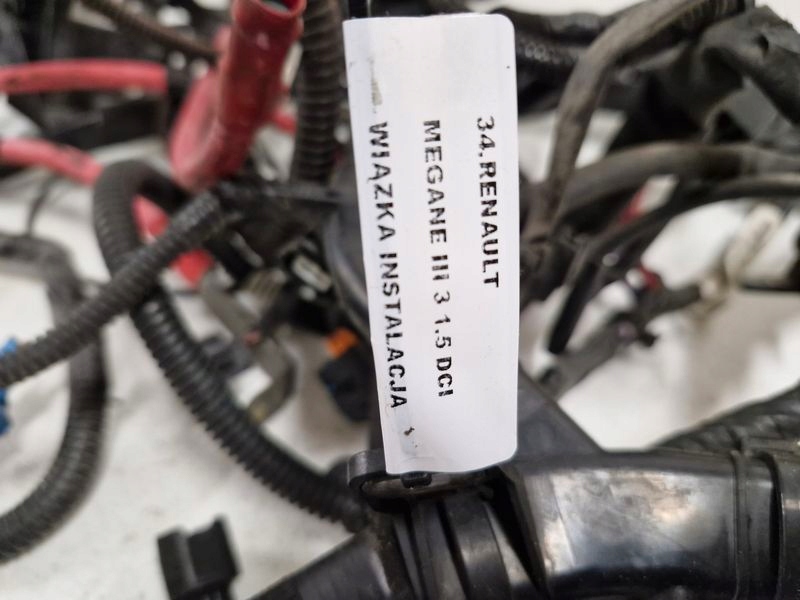 34.RENAULT
MEGANE III 3 1.5 DCI
WIĄZKA INSTALACJA